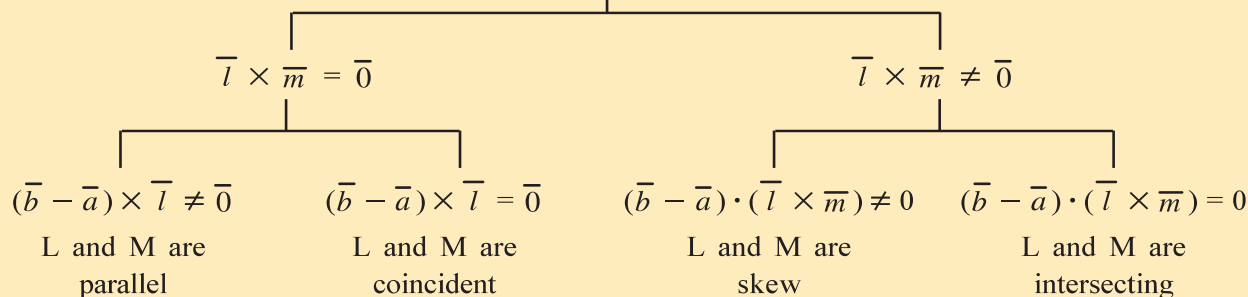 l̅ × m̅ = 0̅ l̅ × m̅ ≠ 0̅
(b̅ − a̅) × l̅ ≠ 0̅ (b̅ − a̅) × l̅ = 0̅ (b̅ − a̅) · (l̅ × m̅) ≠ 0 (b̅ − a̅) · (l̅ × m̅) = 0
L and M are L and M are L and M are L and M are
parallel coincident skew intersecting